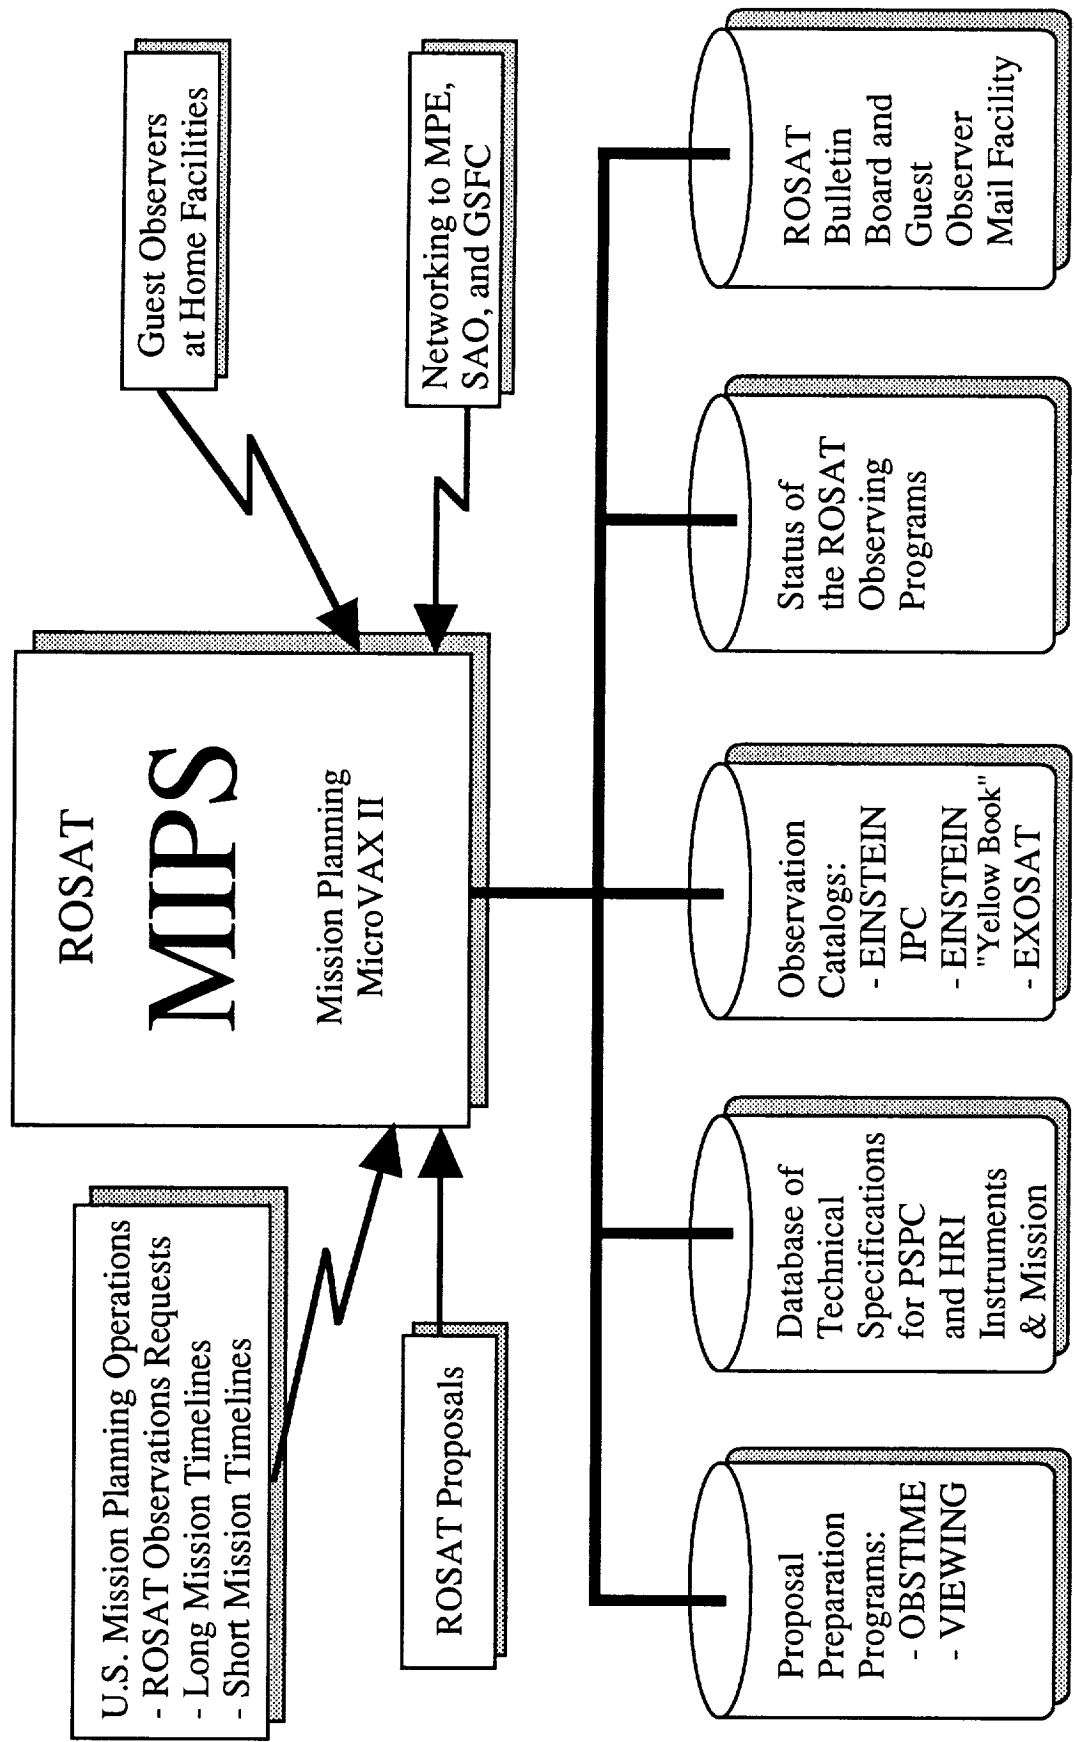 U.S. Mission Planning Operations
- ROSAT Observations Requests
- Long Mission Timelines
- Short Mission Timelines
ROSAT Proposals
ROSAT
MIPS
Mission Planning
MicroVAX II
Guest Observers
at Home Facilities
Networking to MPE,
SAO, and GSFC
Proposal
Preparation
Programs:
- OBSTIME
- VIEWING
Database of
Technical
Specifications
for PSPC
and HRI
Instruments
& Mission
Observation
Catalogs:
- EINSTEIN
IPC
- EINSTEIN
"Yellow Book"
- EXOSAT
Status of
the ROSAT
Observing
Programs
ROSAT
Bulletin
Board and
Guest
Observer
Mail Facility